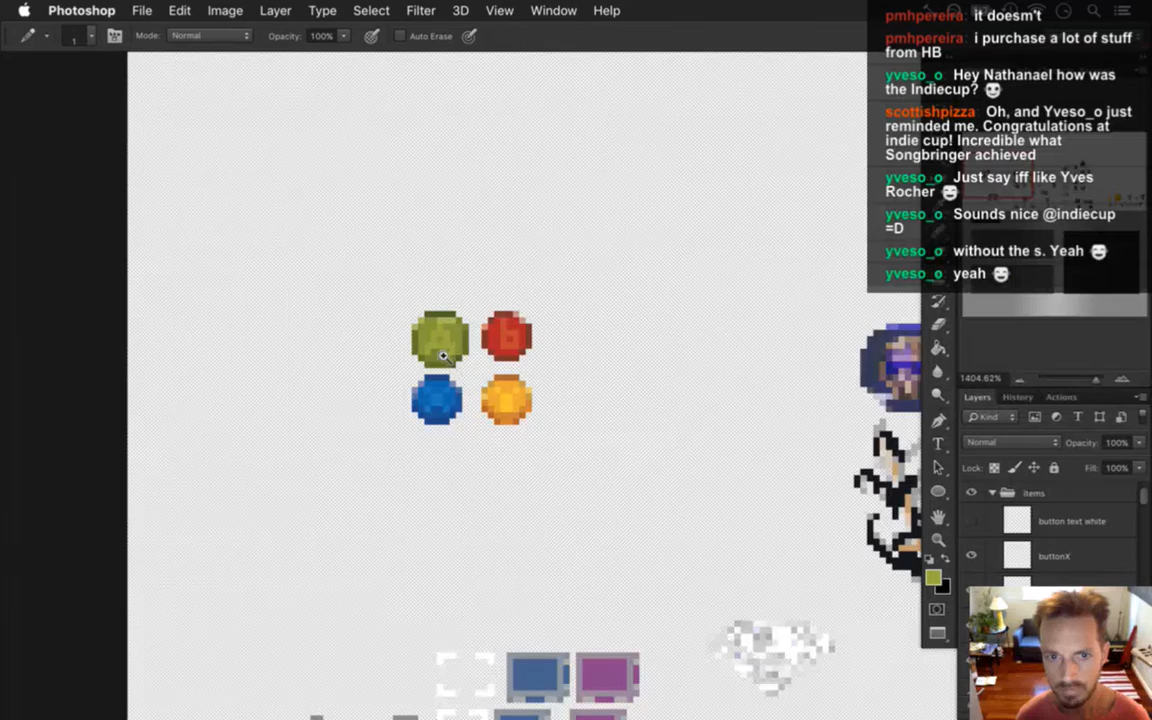 Photoshop File Edit Image Layer Type Select Filter 3D View Window Help
1 Mode: Normal Opacity: 100% Auto Erase
pmhpereira: it doesn't
pmhpereira: i purchase a lot of stuff
from HB
yveso_o Hey Nathanael how was
the Indiecup?
scottishpizza Oh, and Yveso_o just
reminded me. Congratulations at
indie cup! Incredible what
Songbringer achieved
yveso_o Just say iff like Yves
Rocher
yveso_o Sounds nice @indiecup
=D
yveso_o without the s. Yeah
yveso_o yeah
b
1404.62%
Layers History Actions
Kind
Normal Opacity: 100%
Lock: Fill: 100%
items
button text white
buttonX